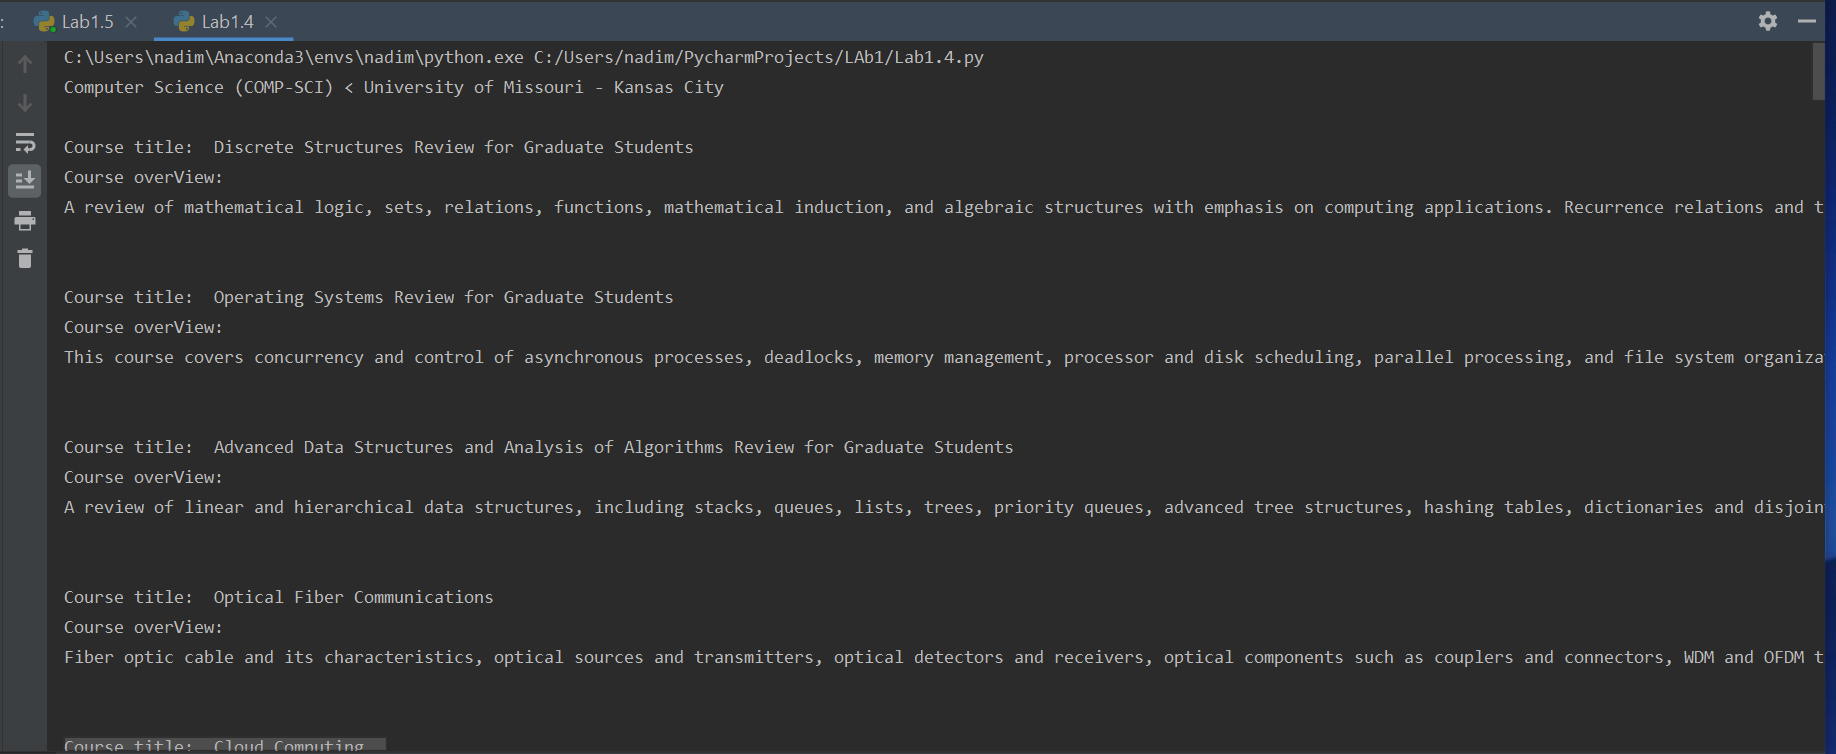 : Lab1.5 Lab1.4
C:\Users\nadim\Anaconda3\envs\nadim\python.exe C:/Users/nadim/PycharmProjects/LAb1/Lab1.4.py
Computer Science (COMP-SCI) < University of Missouri - Kansas City
Course title:  Discrete Structures Review for Graduate Students
Course overView:
A review of mathematical logic, sets, relations, functions, mathematical induction, and algebraic structures with emphasis on computing applications. Recurrence relations and t
Course title:  Operating Systems Review for Graduate Students
Course overView:
This course covers concurrency and control of asynchronous processes, deadlocks, memory management, processor and disk scheduling, parallel processing, and file system organiza
Course title:  Advanced Data Structures and Analysis of Algorithms Review for Graduate Students
Course overView:
A review of linear and hierarchical data structures, including stacks, queues, lists, trees, priority queues, advanced tree structures, hashing tables, dictionaries and disjoin
Course title:  Optical Fiber Communications
Course overView:
Fiber optic cable and its characteristics, optical sources and transmitters, optical detectors and receivers, optical components such as couplers and connectors, WDM and OFDM t
Course title:  Cloud Computing